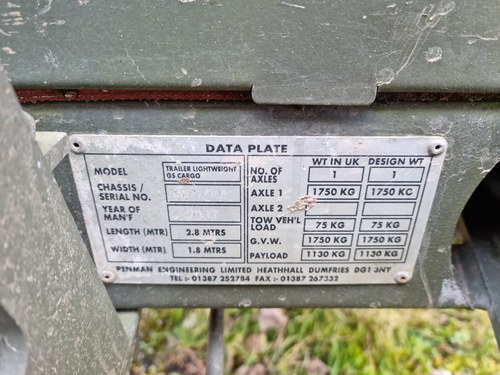 DATA PLATE
MODEL TRAILER LIGHTWEIGHT GS CARGO
CHASSIS / SERIAL NO.
YEAR OF MAN'F
LENGTH (MTR) 2.8 MTRS
WIDTH (MTR) 1.8 MTRS
WT IN UK DESIGN WT
NO. OF AXLES 1 1
AXLE 1 1750 KG 1750 KG
AXLE 2
TOW VEH'L LOAD 75 KG 75 KG
G.V.W. 1750 KG 1750 KG
PAYLOAD 1130 KG 1130 KG
PENMAN ENGINEERING LIMITED HEATHHALL DUMFRIES DG1 3NY
TEL:- 01387 252784 FAX:- 01387 267332